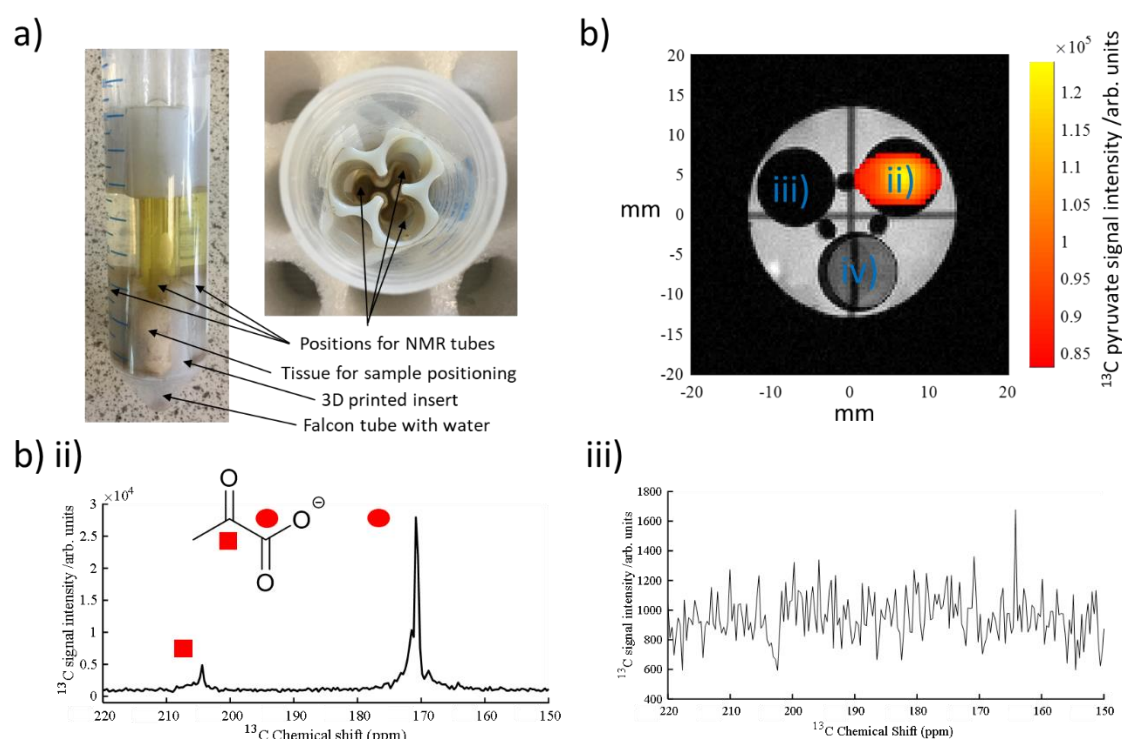 a)
Positions for NMR tubes
Tissue for sample positioning
3D printed insert
Falcon tube with water
b)
20
15
10
5
0
-5
-10
-15
-20
mm
-20
-10
0
10
20
mm
iii)
ii)
iv)
×10⁵
1.2
1.15
1.1
1.05
1
0.95
0.9
0.85
¹³C pyruvate signal intensity /arb. units
b) ii)
×10⁴
3
2.5
2
1.5
1
0.5
0
¹³C signal intensity /arb. units
O
O
⊖
O
220
210
200
190
180
170
160
150
¹³C Chemical shift (ppm)
iii)
1800
1600
1400
1200
1000
800
600
400
¹³C signal intensity /arb. units
220
210
200
190
180
170
160
150
¹³C Chemical Shift (ppm)